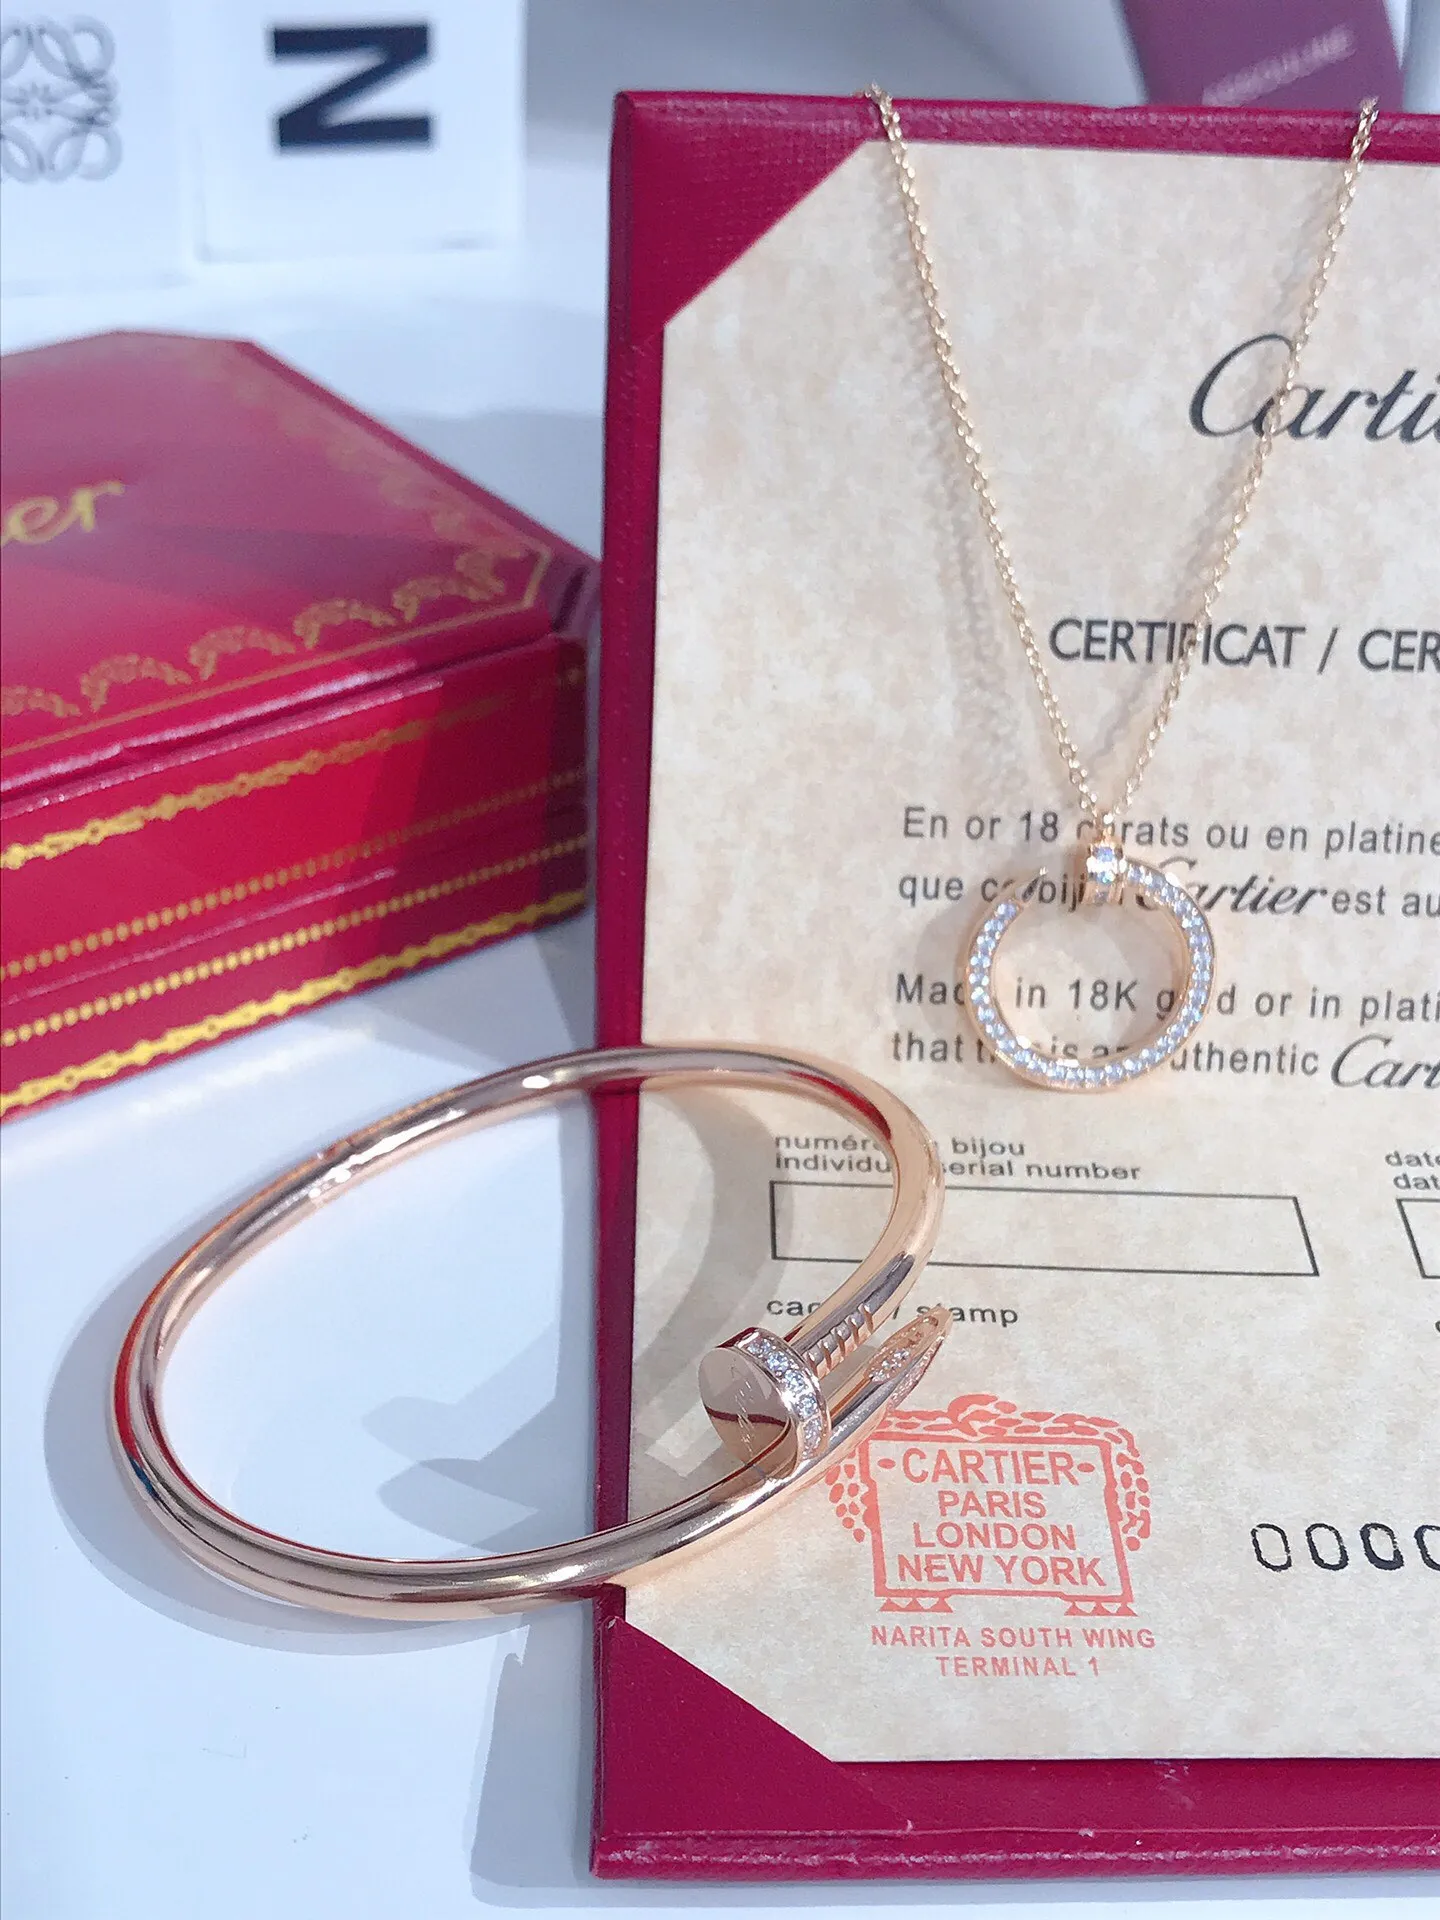 N
er
Carti
CERTIFICAT / CER
En or 18 carats ou en platine
que ce bijou Cartier est au
Made in 18K gold or in plati
that this is an authentic Cart
numéro bijou
individual serial number
date
dat
cachet / stamp
CARTIER
PARIS
LONDON
NEW YORK
NARITA SOUTH WING
TERMINAL 1
0000